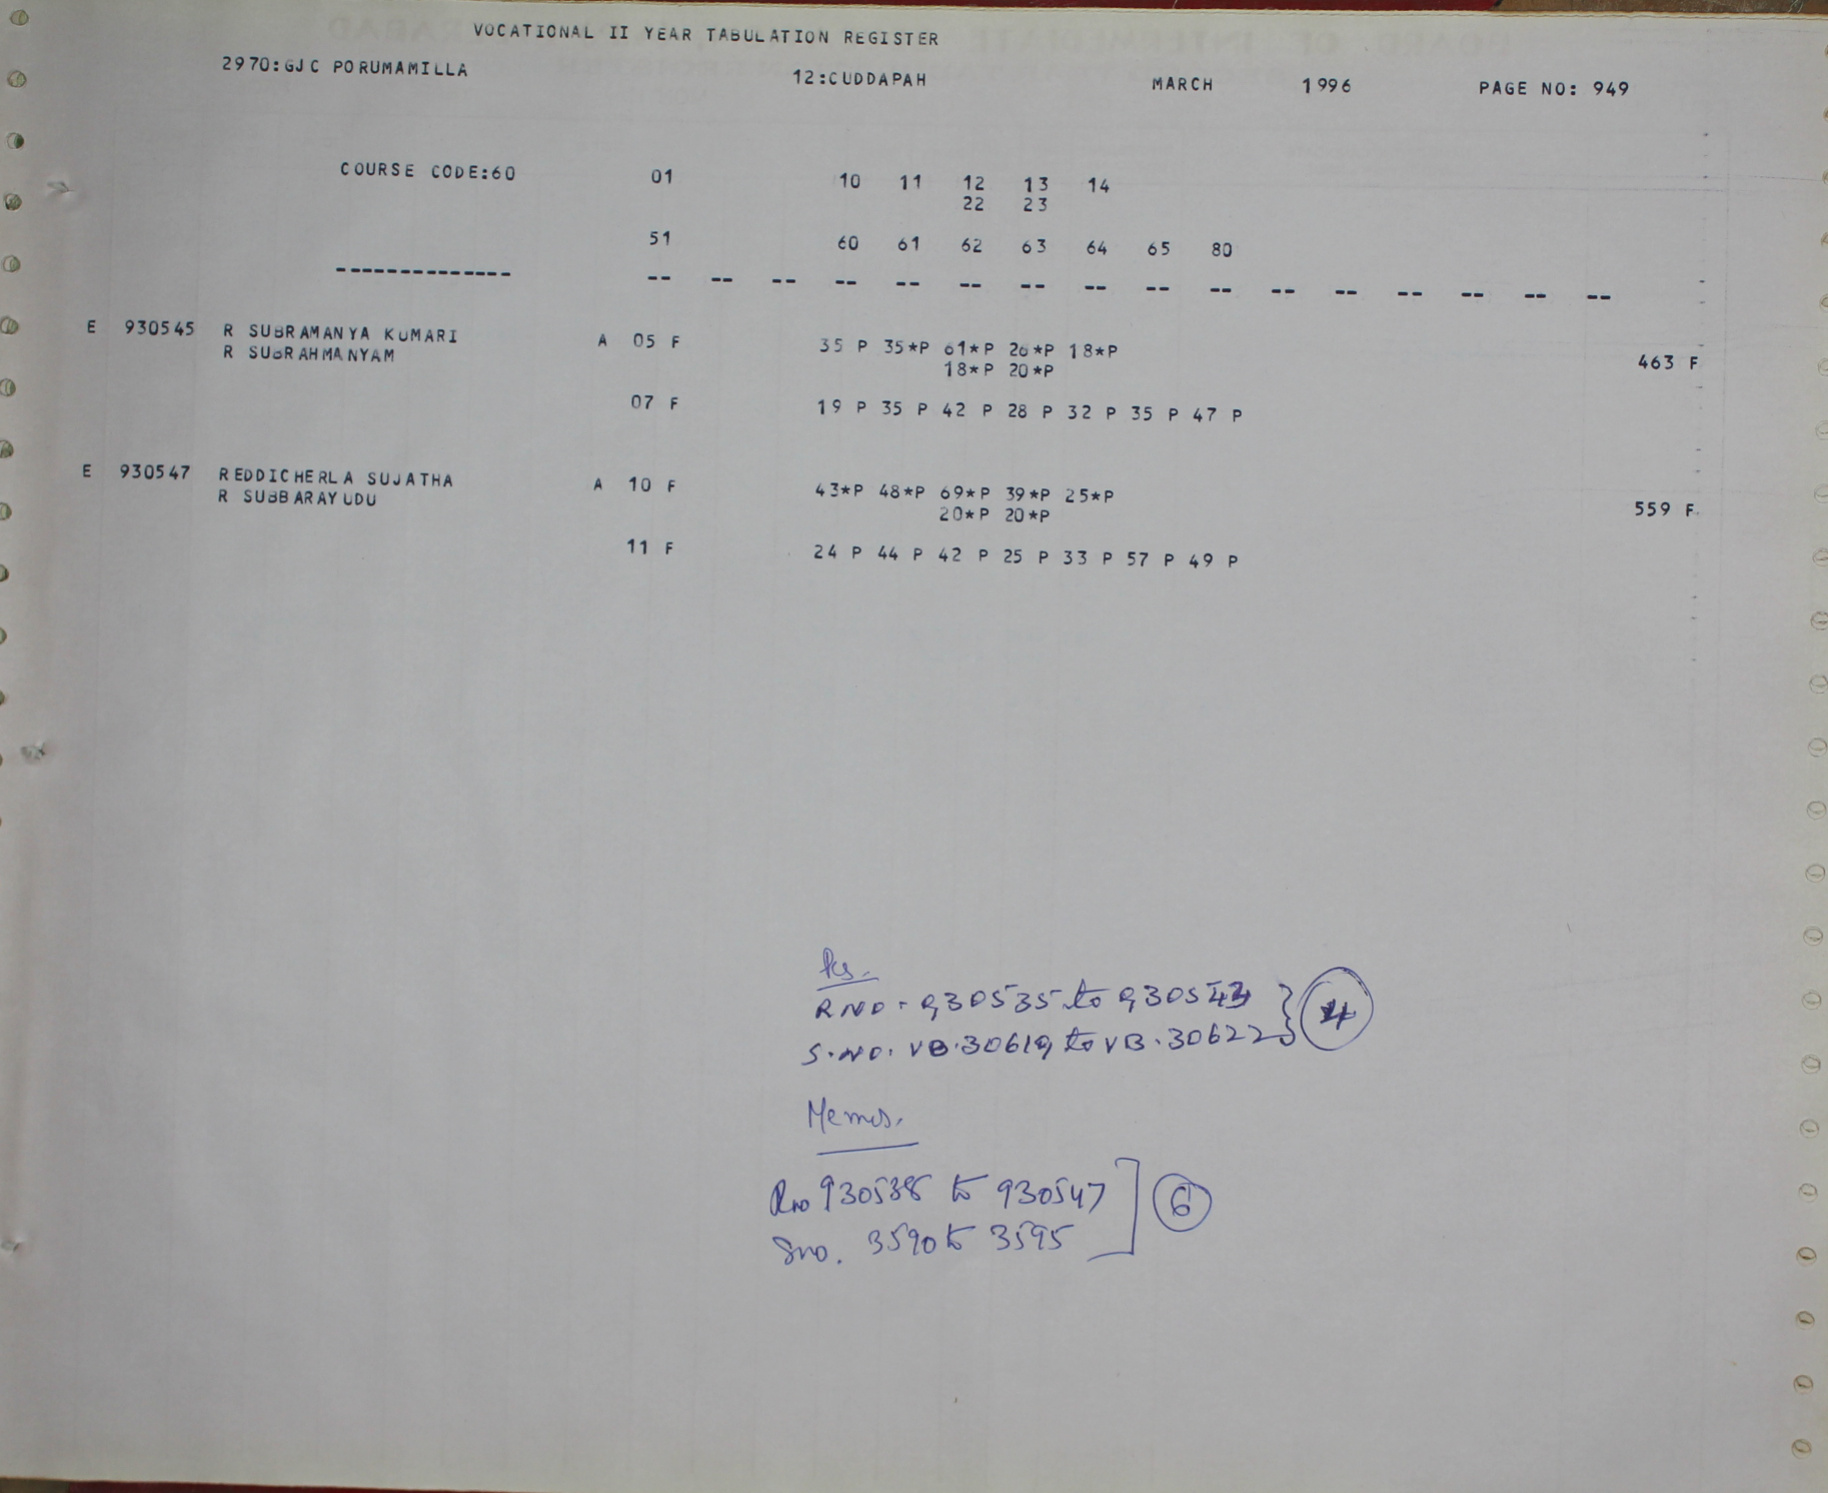 VOCATIONAL II YEAR TABULATION REGISTER
2970:GJC PORUMAMILLA 12:CUDDAPAH MARCH 1996 PAGE NO: 949
COURSE CODE:60 01 10 11 12 13 14
22 23
51 60 61 62 63 64 65 80
-------------- -- -- -- -- -- -- -- -- -- -- -- -- -- -- -- --
E 930545 R SUBRAMANYA KUMARI A 05 F 35 P 35*P 61*P 26*P 18*P 463 F
R SUBRAHMANYAM 18*P 20*P
07 F 19 P 35 P 42 P 28 P 32 P 35 P 47 P
E 930547 REDDICHERLA SUJATHA A 10 F 43*P 48*P 69*P 39*P 25*P 559 F
R SUBBARAYUDU 20*P 20*P
11 F 24 P 44 P 42 P 25 P 33 P 57 P 49 P
RNO - 930535 to 930543 } 4
S.NO. VB.30619 to VB.30622
Memos.
Rno 930538 to 930547 ] 6
Sno. 3590 to 3595